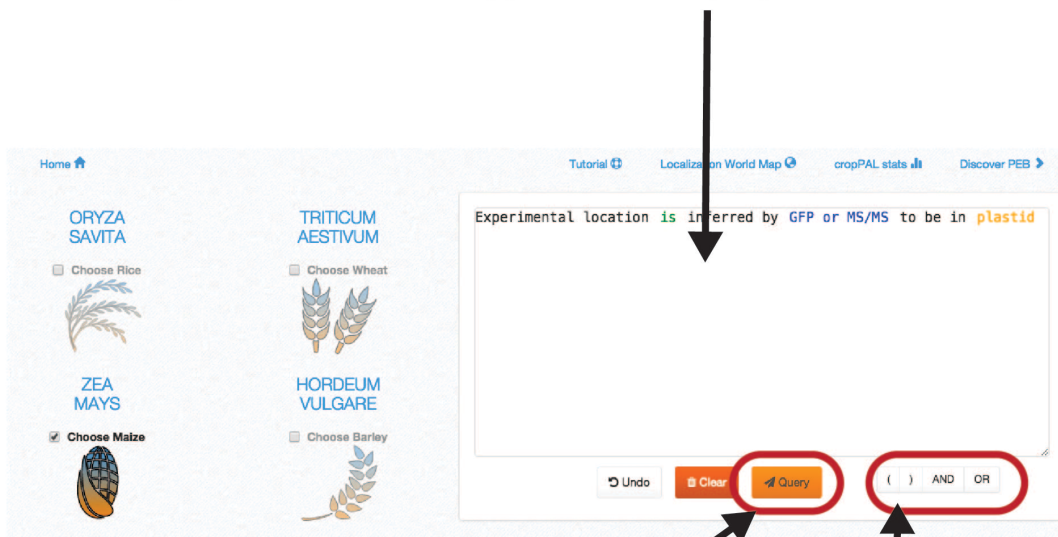 Home
Tutorial
Localization World Map
cropPAL stats
Discover PEB
ORYZA
SAVITA
Choose Rice
TRITICUM
AESTIVUM
Choose Wheat
ZEA
MAYS
Choose Maize
HORDEUM
VULGARE
Choose Barley
Experimental location is inferred by GFP or MS/MS to be in plastid
Undo
Clear
Query
( ) AND OR